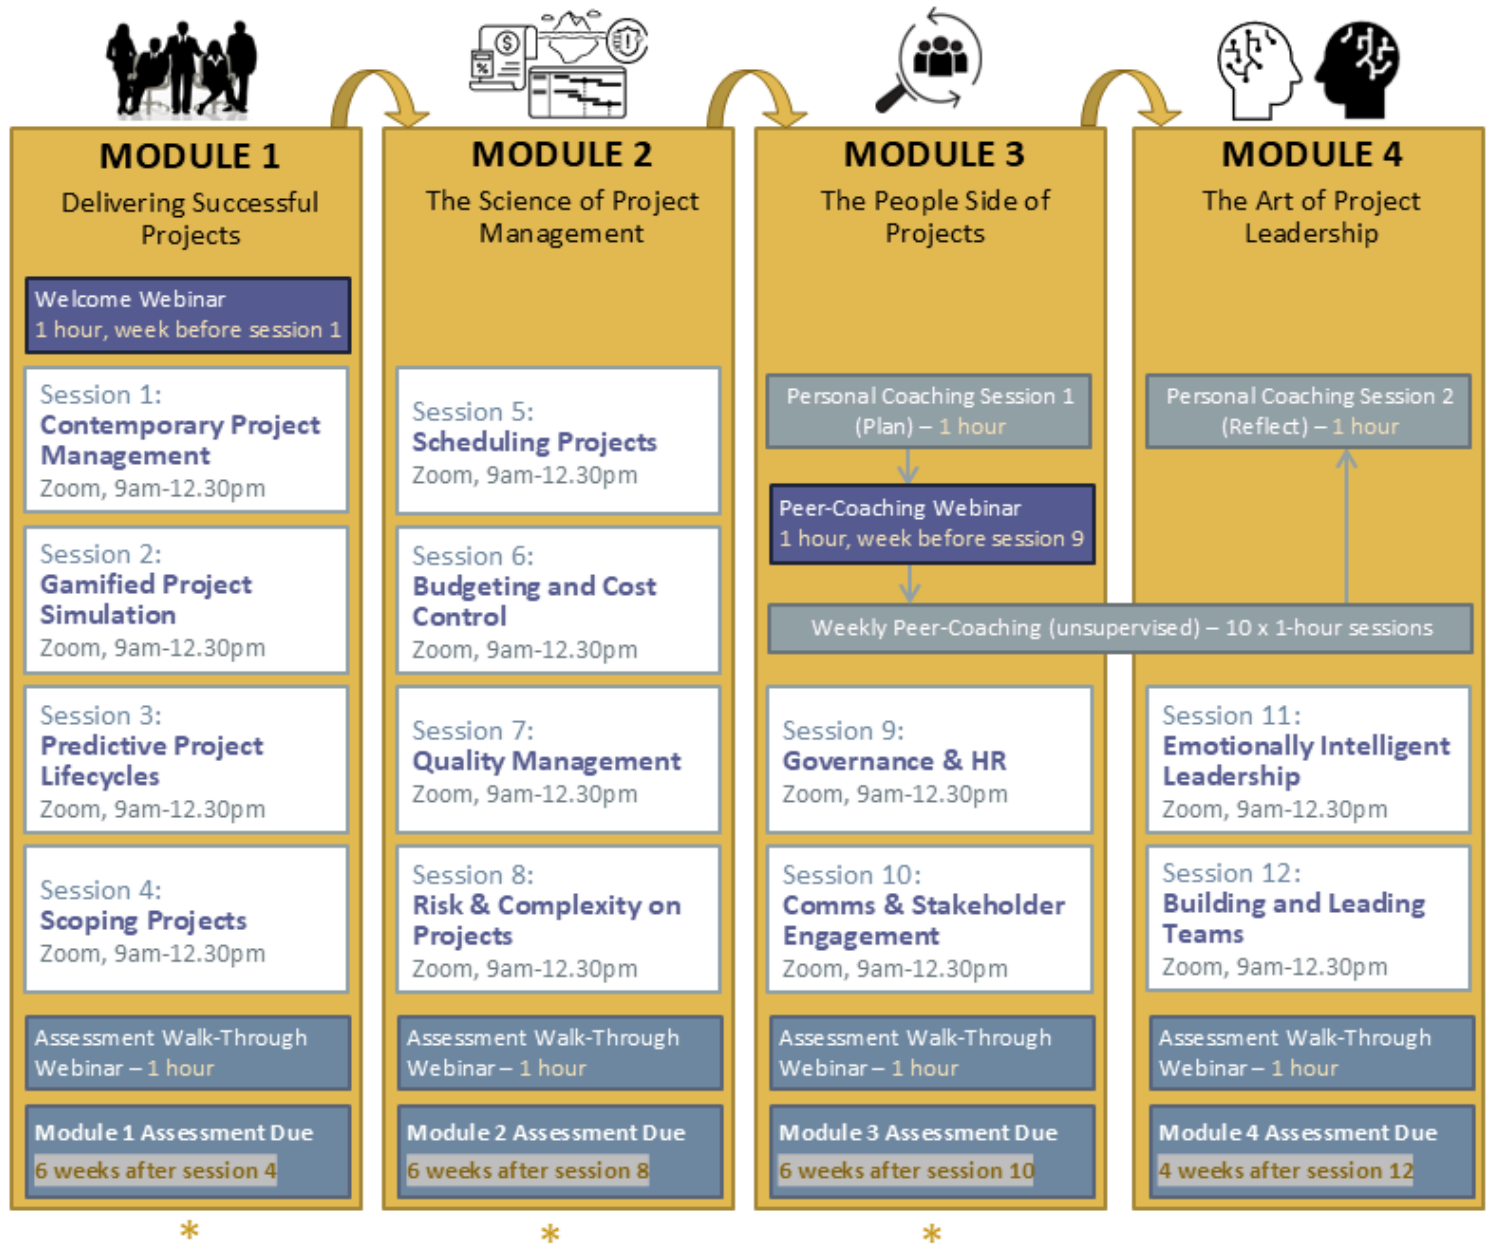 MODULE 1
Delivering Successful
Projects
Welcome Webinar
1 hour, week before session 1
Session 1:
Contemporary Project
Management
Zoom, 9am-12.30pm
Session 2:
Gamified Project
Simulation
Zoom, 9am-12.30pm
Session 3:
Predictive Project
Lifecycles
Zoom, 9am-12.30pm
Session 4:
Scoping Projects
Zoom, 9am-12.30pm
Assessment Walk-Through
Webinar – 1 hour
Module 1 Assessment Due
6 weeks after session 4
*
$
%
!
MODULE 2
The Science of Project
Management
Session 5:
Scheduling Projects
Zoom, 9am-12.30pm
Session 6:
Budgeting and Cost
Control
Zoom, 9am-12.30pm
Session 7:
Quality Management
Zoom, 9am-12.30pm
Session 8:
Risk & Complexity on
Projects
Zoom, 9am-12.30pm
Assessment Walk-Through
Webinar – 1 hour
Module 2 Assessment Due
6 weeks after session 8
*
MODULE 3
The People Side of
Projects
Personal Coaching Session 1
(Plan) – 1 hour
Peer-Coaching Webinar
1 hour, week before session 9
Weekly Peer-Coaching (unsupervised) – 10 x 1-hour sessions
Session 9:
Governance & HR
Zoom, 9am-12.30pm
Session 10:
Comms & Stakeholder
Engagement
Zoom, 9am-12.30pm
Assessment Walk-Through
Webinar – 1 hour
Module 3 Assessment Due
6 weeks after session 10
*
MODULE 4
The Art of Project
Leadership
Personal Coaching Session 2
(Reflect) – 1 hour
Session 11:
Emotionally Intelligent
Leadership
Zoom, 9am-12.30pm
Session 12:
Building and Leading
Teams
Zoom, 9am-12.30pm
Assessment Walk-Through
Webinar – 1 hour
Module 4 Assessment Due
4 weeks after session 12